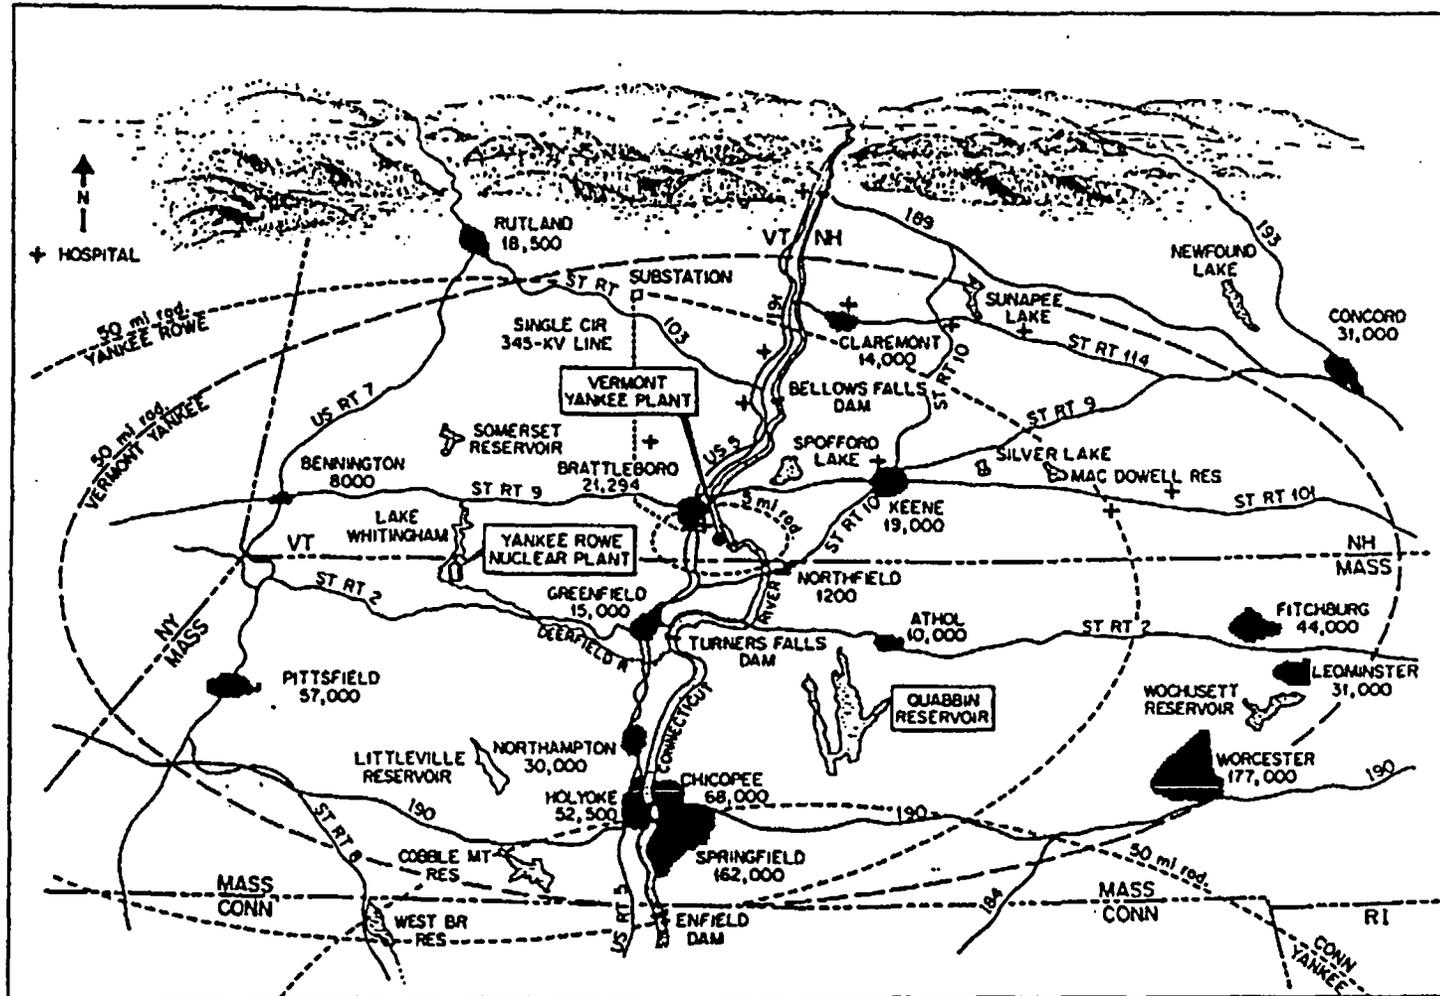 N
HOSPITAL
RUTLAND
18,500
VT
NH
189
193
NEWFOUND
LAKE
50 mi rad.
YANKEE ROWE
ST RT
103
SUBSTATION
SINGLE CIR
345-KV LINE
191
SUNAPEE
LAKE
CONCORD
31,000
CLAREMONT
14,000
ST RT 114
ST RT 10
US RT 7
VERMONT
YANKEE PLANT
BELLOWS FALLS
DAM
ST RT 9
50 mi rad.
VERMONT YANKEE
SOMERSET
RESERVOIR
US 5
SPOFFORD
LAKE
SILVER LAKE
MAC DOWELL RES
BENNINGTON
8000
BRATTLEBORO
21,294
ST RT 9
5 mi rad
ST RT 10
KEENE
19,000
ST RT 101
LAKE
WHITINGHAM
YANKEE ROWE
NUCLEAR PLANT
VT
NH
MASS
ST RT 2
NORTHFIELD
1200
GREENFIELD
15,000
RIVER
NY
MASS
DEERFIELD R
TURNERS FALLS
DAM
ATHOL
10,000
ST RT 2
FITCHBURG
44,000
PITTSFIELD
57,000
QUABBIN
RESERVOIR
LEOMINSTER
31,000
WOCHUSETT
RESERVOIR
CONNECTICUT
LITTLEVILLE
RESERVOIR
NORTHAMPTON
30,000
WORCESTER
177,000
190
CHICOPEE
68,000
HOLYOKE
52,500
190
190
ST RT 8
COBBLE MT
RES
SPRINGFIELD
162,000
50 mi rad.
MASS
CONN
MASS
CONN
184
RI
WEST BR
RES
US RT 5
ENFIELD
DAM
CONN
YANKEE